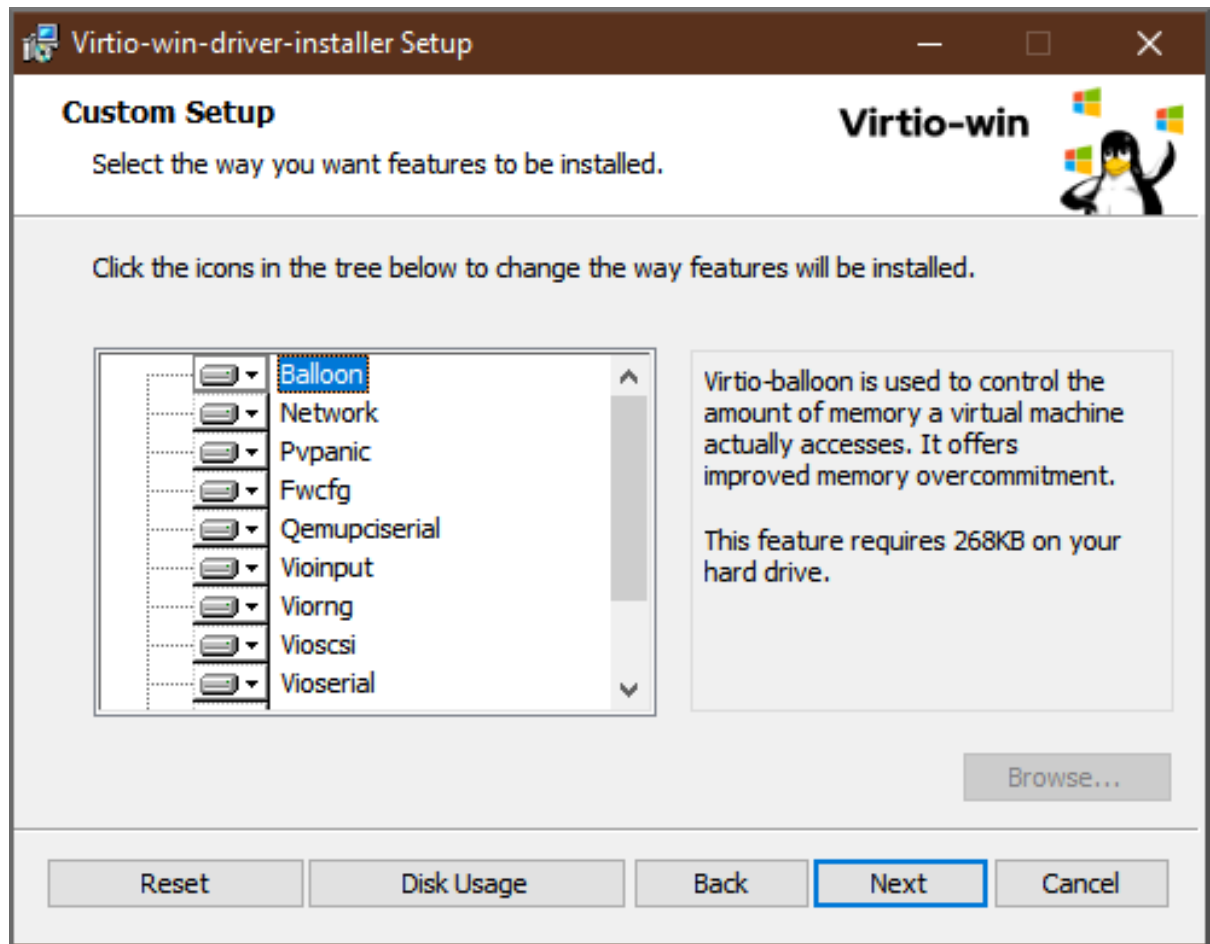 Virtio-win-driver-installer Setup
Custom Setup
Virtio-win
Select the way you want features to be installed.
Click the icons in the tree below to change the way features will be installed.
Balloon
Network
Pvpanic
Fwcfg
Qemupciserial
Vioinput
Viorng
Vioscsi
Vioserial
Virtio-balloon is used to control the
amount of memory a virtual machine
actually accesses. It offers
improved memory overcommitment.
This feature requires 268KB on your
hard drive.
Browse...
Reset
Disk Usage
Back
Next
Cancel